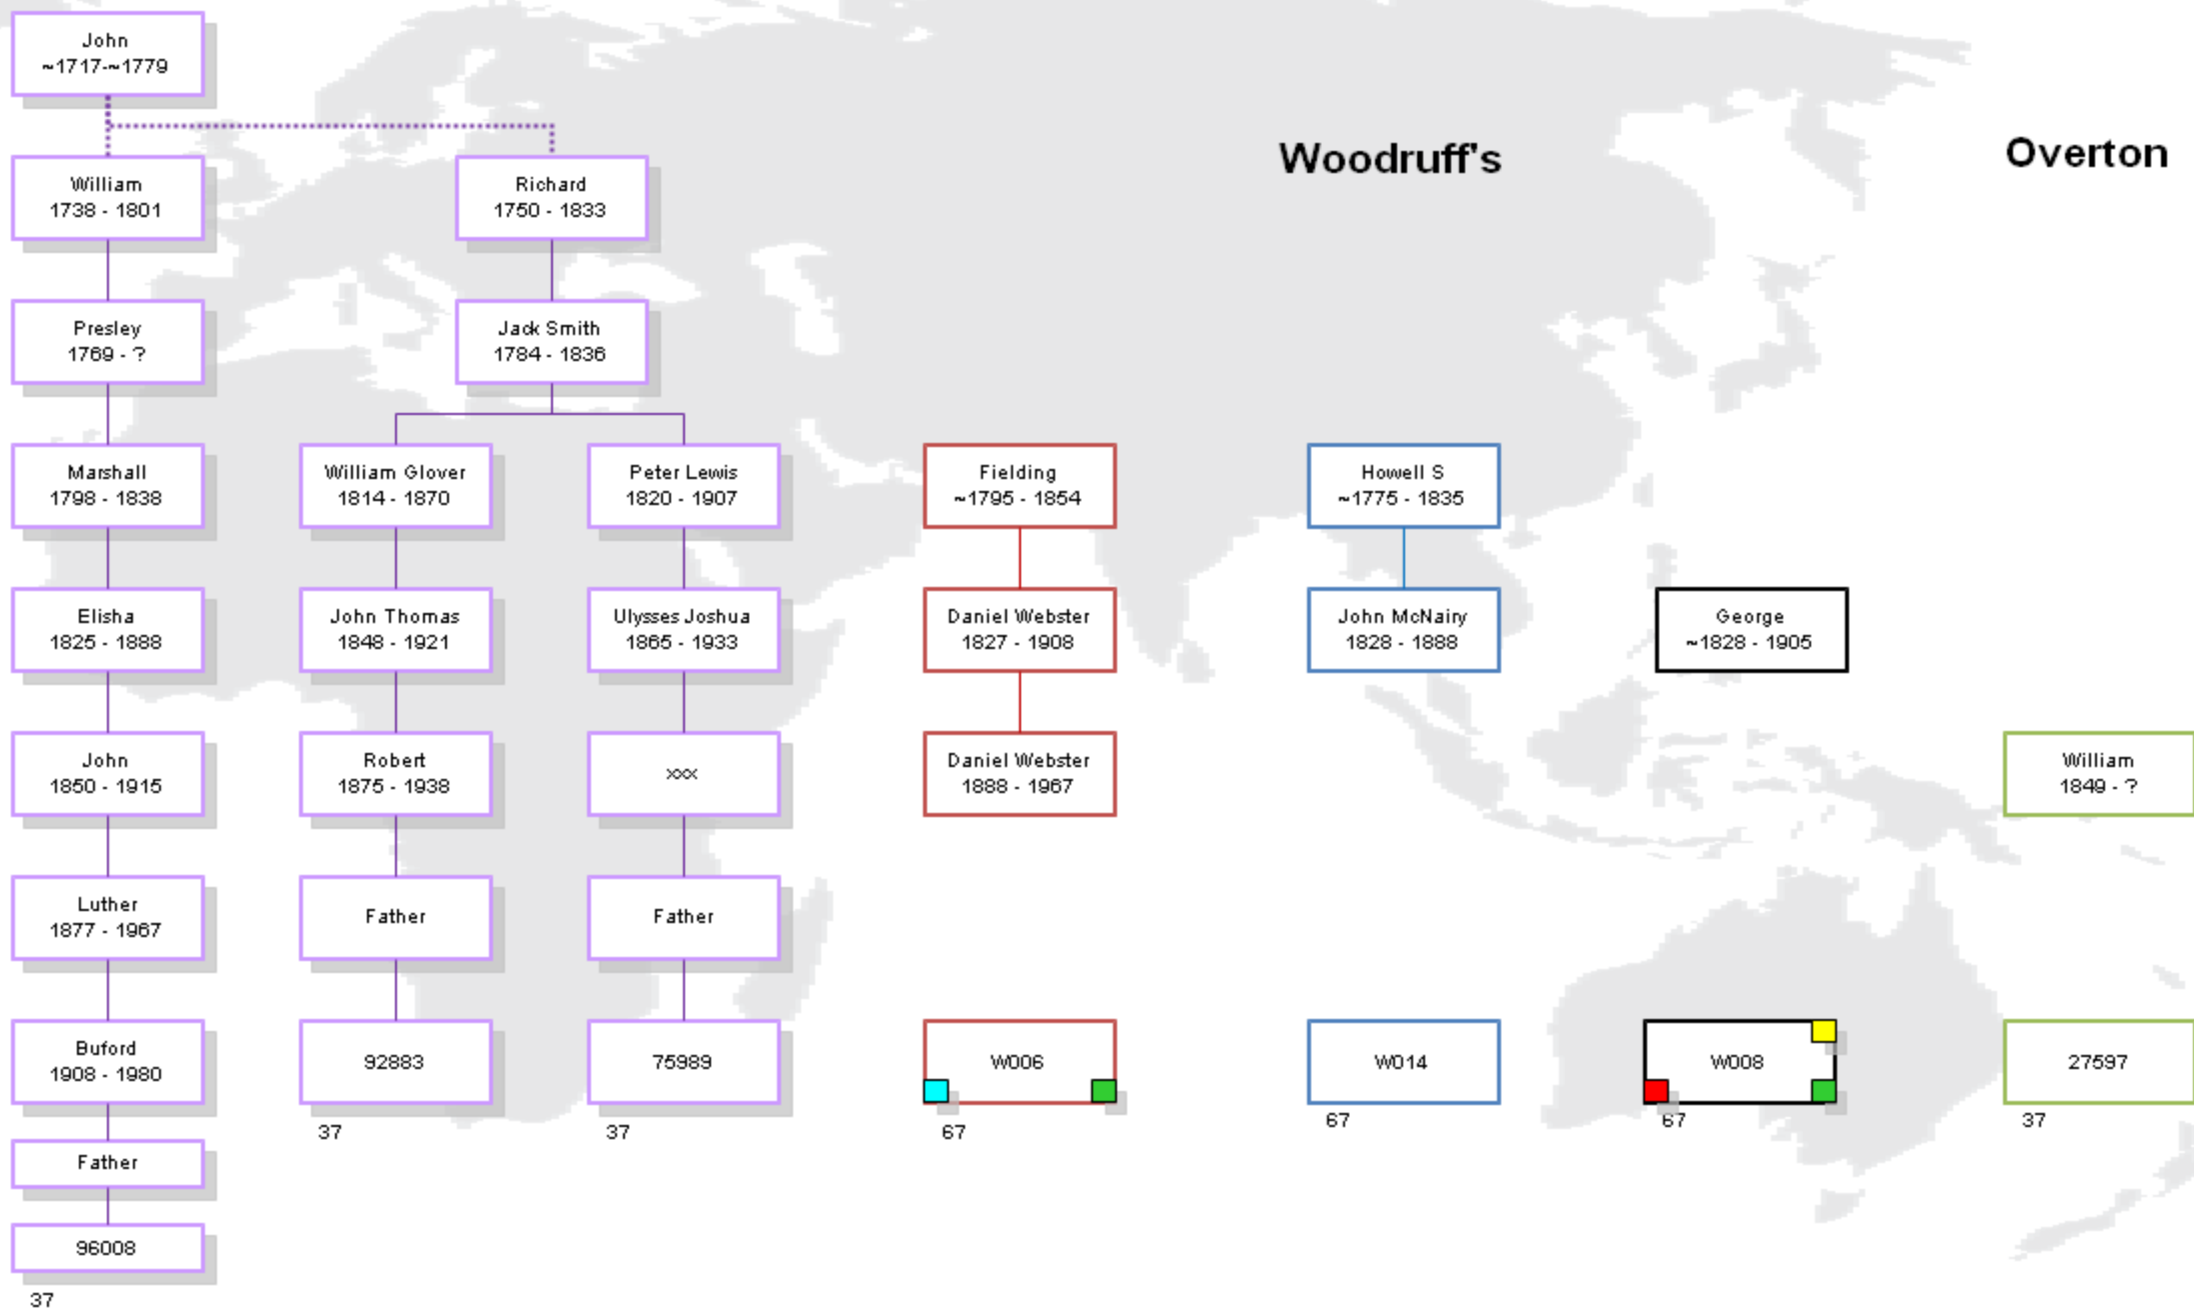 John
~1717-~1779
Woodruff's
Overton
William
1738 - 1801
Richard
1750 - 1833
Presley
1769 - ?
Jack Smith
1784 - 1836
Marshall
1798 - 1838
William Glover
1814 - 1870
Peter Lewis
1820 - 1907
Fielding
~1795 - 1854
Howell S
~1775 - 1835
Elisha
1825 - 1888
John Thomas
1848 - 1921
Ulysses Joshua
1865 - 1933
Daniel Webster
1827 - 1908
John McNairy
1828 - 1888
George
~1828 - 1905
John
1850 - 1915
Robert
1875 - 1938
xxx
Daniel Webster
1888 - 1967
William
1849 - ?
Luther
1877 - 1967
Father
Father
Buford
1908 - 1980
92883
75989
W006
W014
W008
27597
37
37
67
67
67
37
Father
96008
37